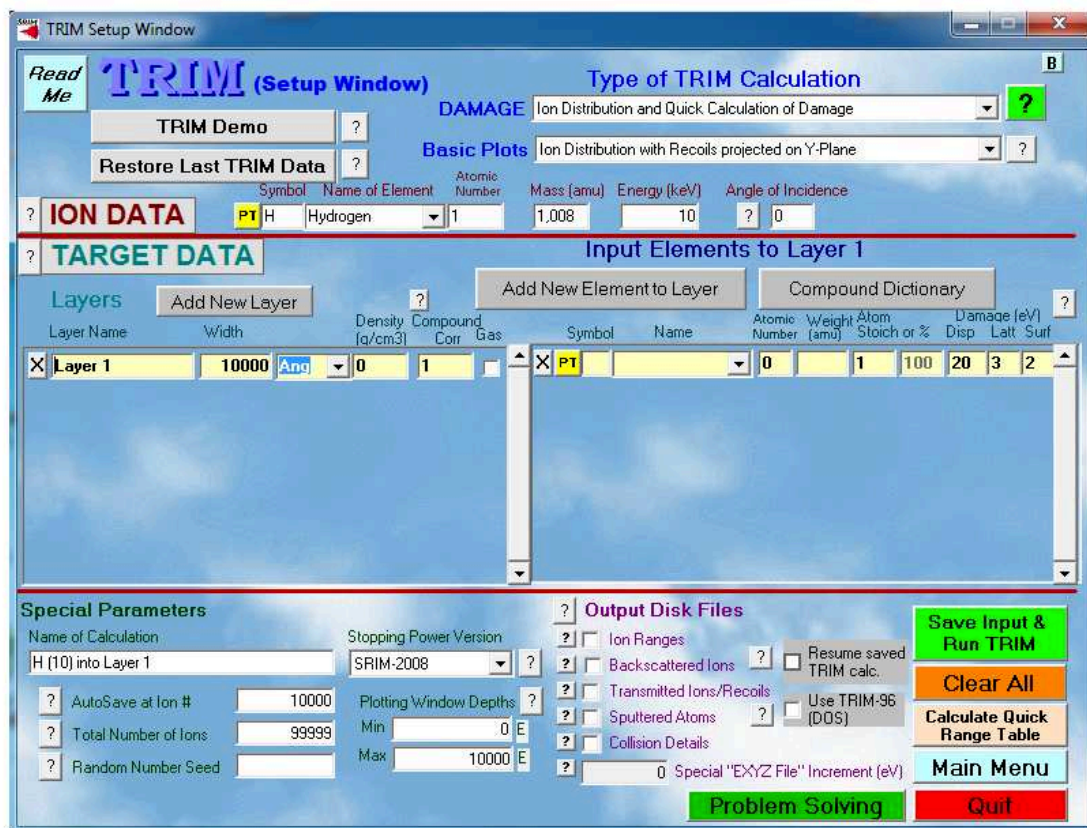 SRIM
TRIM Setup Window
Read Me
TRIM (Setup Window)
Type of TRIM Calculation
B
DAMAGE Ion Distribution and Quick Calculation of Damage ?
TRIM Demo ?
Basic Plots Ion Distribution with Recoils projected on Y-Plane ?
Restore Last TRIM Data ?
Symbol Name of Element Atomic Number Mass (amu) Energy (keV) Angle of Incidence
? ION DATA PT H Hydrogen 1 1,008 10 ? 0
? TARGET DATA
Input Elements to Layer 1
Layers Add New Layer ?
Add New Element to Layer Compound Dictionary ?
Layer Name Width Density (g/cm3) Compound Corr Gas
Symbol Name Atomic Number Weight (amu) Atom Stoich or % Damage (eV) Disp Latt Surf
X Layer 1 10000 Ang 0 1
X PT 0 1 100 20 3 2
Special Parameters
Name of Calculation
H (10) into Layer 1
Stopping Power Version
SRIM-2008 ?
? AutoSave at Ion # 10000
? Total Number of Ions 99999
? Random Number Seed
Plotting Window Depths ?
Min 0 E
Max 10000 E
? Output Disk Files
? Ion Ranges
? Backscattered Ions
? Transmitted Ions/Recoils
? Sputtered Atoms
? Collision Details
? 0 Special "EXYZ File" Increment (eV)
? Resume saved TRIM calc.
? Use TRIM-96 (DOS)
Save Input & Run TRIM
Clear All
Calculate Quick Range Table
Main Menu
Problem Solving
Quit